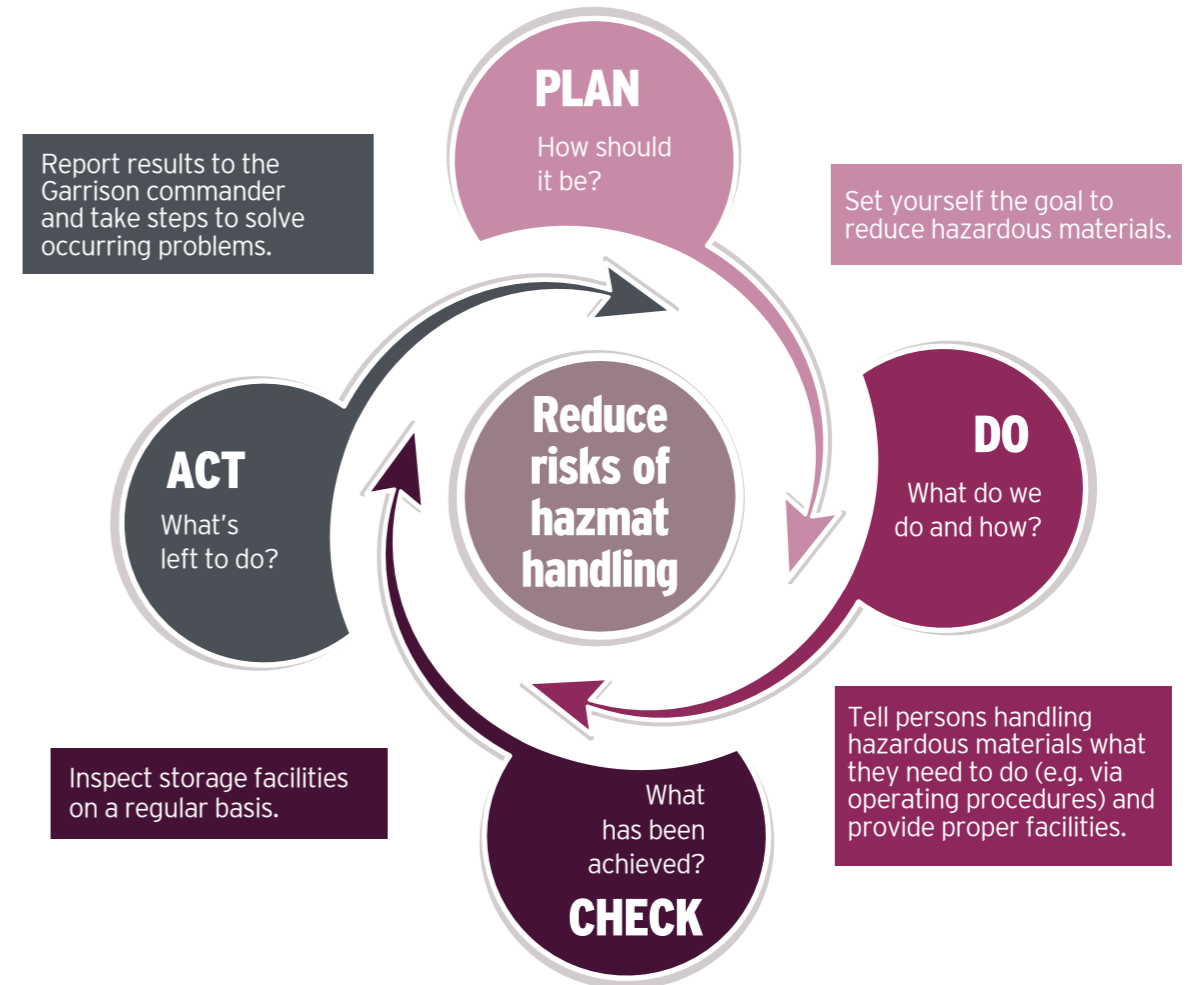 PLAN
How should
it be?
Report results to the
Garrison commander
and take steps to solve
occurring problems.
Set yourself the goal to
reduce hazardous materials.
Reduce
risks of
hazmat
handling
DO
What do we
do and how?
ACT
What's
left to do?
Tell persons handling
hazardous materials what
they need to do (e.g. via
operating procedures) and
provide proper facilities.
Inspect storage facilities
on a regular basis.
What
has been
achieved?
CHECK